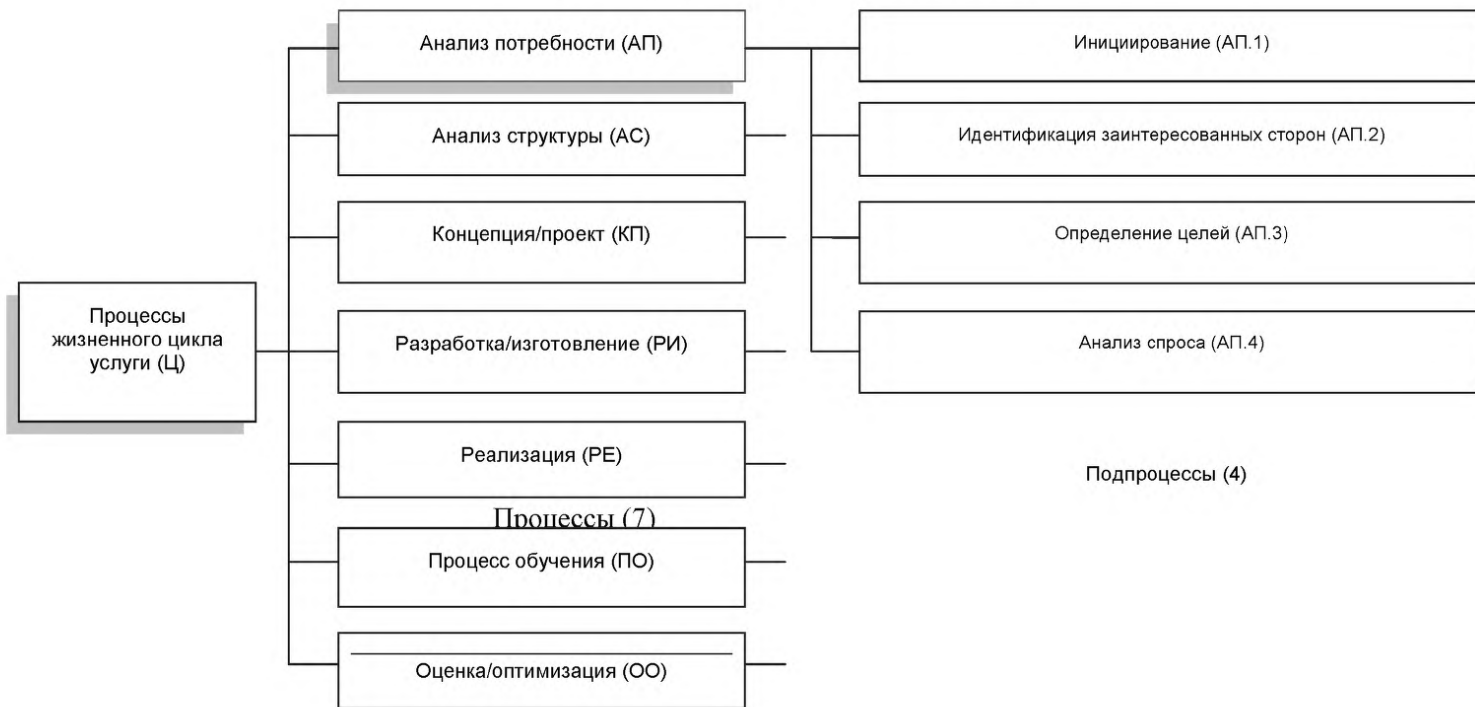 Анализ потребности (АП)
Инициирование (АП.1)
Анализ структуры (АС)
Идентификация заинтересованных сторон (АП.2)
Концепция/проект (КП)
Определение целей (АП.3)
Процессы
жизненного цикла
услуги (Ц)
Разработка/изготовление (РИ)
Анализ спроса (АП.4)
Реализация (РЕ)
Подпроцессы (4)
Процессы (7)
Процесс обучения (ПО)
Оценка/оптимизация (ОО)